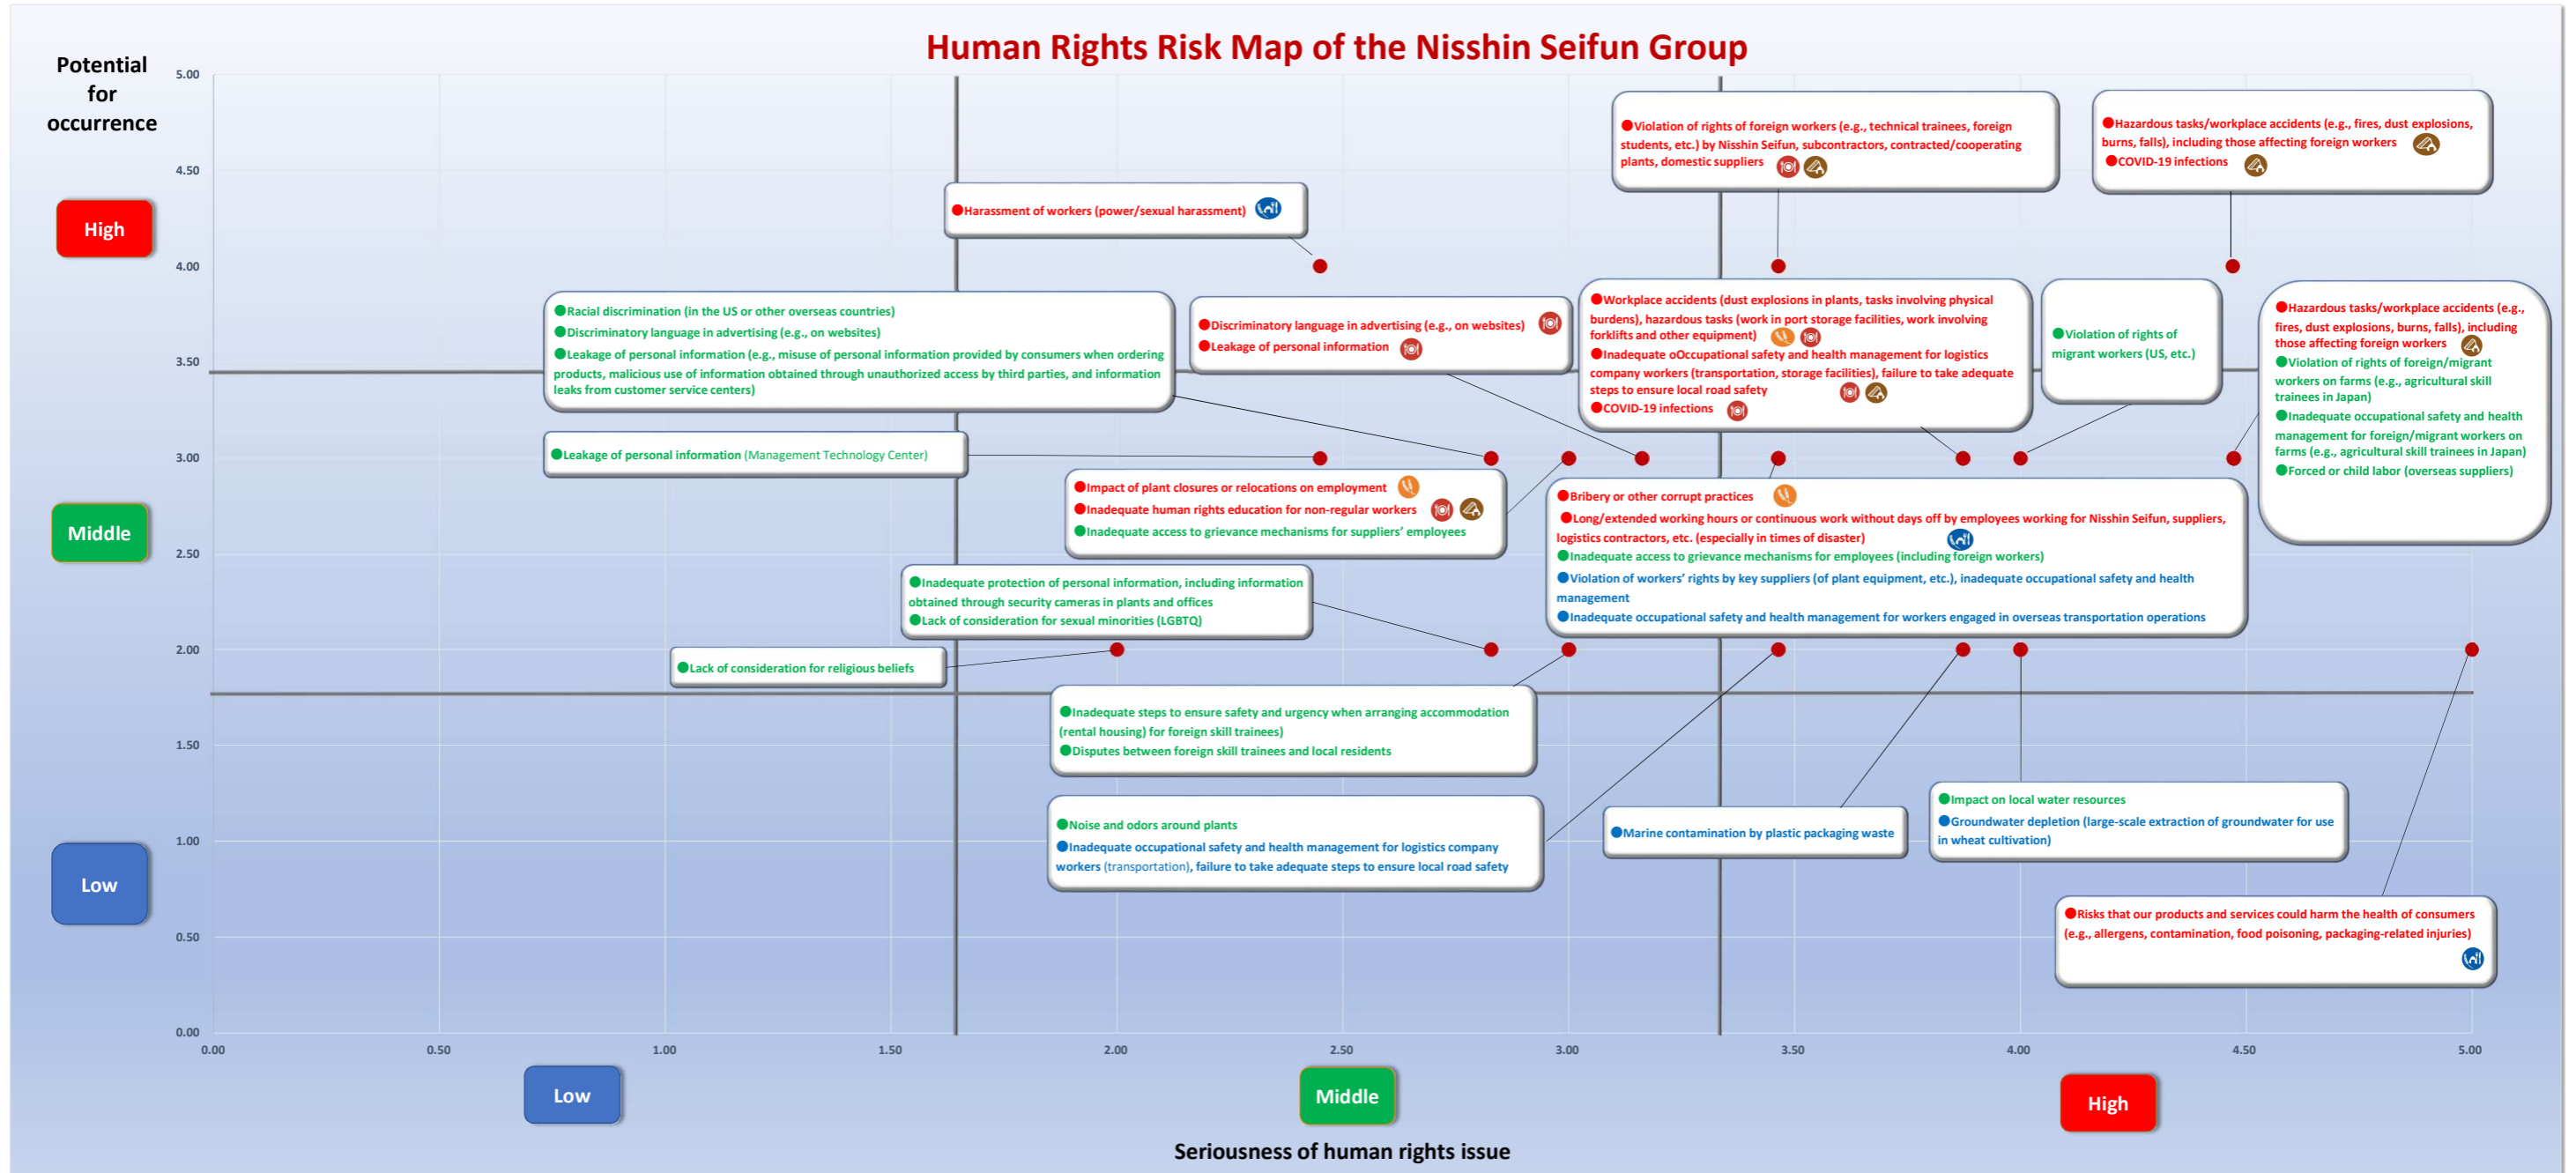 Human Rights Risk Map of the Nisshin Seifun Group
Potential
for
occurrence
5.00
4.50
4.00
3.50
3.00
2.50
2.00
1.50
1.00
0.50
0.00
High
Middle
Low
●Violation of rights of foreign workers (e.g., technical trainees, foreign
students, etc.) by Nisshin Seifun, subcontractors, contracted/cooperating
plants, domestic suppliers
●Hazardous tasks/workplace accidents (e.g., fires, dust explosions,
burns, falls), including those affecting foreign workers
●COVID-19 infections
●Harassment of workers (power/sexual harassment)
●Racial discrimination (in the US or other overseas countries)
●Discriminatory language in advertising (e.g., on websites)
●Leakage of personal information (e.g., misuse of personal information provided by consumers when ordering
products, malicious use of information obtained through unauthorized access by third parties, and information
leaks from customer service centers)
●Discriminatory language in advertising (e.g., on websites)
●Leakage of personal information
●Workplace accidents (dust explosions in plants, tasks involving physical
burdens), hazardous tasks (work in port storage facilities, work involving
forklifts and other equipment)
●Inadequate oOccupational safety and health management for logistics
company workers (transportation, storage facilities), failure to take adequate
steps to ensure local road safety
●COVID-19 infections
●Violation of rights of
migrant workers (US, etc.)
●Hazardous tasks/workplace accidents (e.g.,
fires, dust explosions, burns, falls), including
those affecting foreign workers
●Violation of rights of foreign/migrant
workers on farms (e.g., agricultural skill
trainees in Japan)
●Inadequate occupational safety and health
management for foreign/migrant workers on
farms (e.g., agricultural skill trainees in Japan)
●Forced or child labor (overseas suppliers)
●Leakage of personal information (Management Technology Center)
●Impact of plant closures or relocations on employment
●Inadequate human rights education for non-regular workers
●Inadequate access to grievance mechanisms for suppliers' employees
●Bribery or other corrupt practices
●Long/extended working hours or continuous work without days off by employees working for Nisshin Seifun, suppliers,
logistics contractors, etc. (especially in times of disaster)
●Inadequate access to grievance mechanisms for employees (including foreign workers)
●Violation of workers' rights by key suppliers (of plant equipment, etc.), inadequate occupational safety and health
management
●Inadequate occupational safety and health management for workers engaged in overseas transportation operations
●Inadequate protection of personal information, including information
obtained through security cameras in plants and offices
●Lack of consideration for sexual minorities (LGBTQ)
●Lack of consideration for religious beliefs
●Inadequate steps to ensure safety and urgency when arranging accommodation
(rental housing) for foreign skill trainees)
●Disputes between foreign skill trainees and local residents
●Noise and odors around plants
●Inadequate occupational safety and health management for logistics company
workers (transportation), failure to take adequate steps to ensure local road safety
●Marine contamination by plastic packaging waste
●Impact on local water resources
●Groundwater depletion (large-scale extraction of groundwater for use
in wheat cultivation)
●Risks that our products and services could harm the health of consumers
(e.g., allergens, contamination, food poisoning, packaging-related injuries)
0.00 0.50 1.00 1.50 2.00 2.50 3.00 3.50 4.00 4.50 5.00
Low Middle High
Seriousness of human rights issue